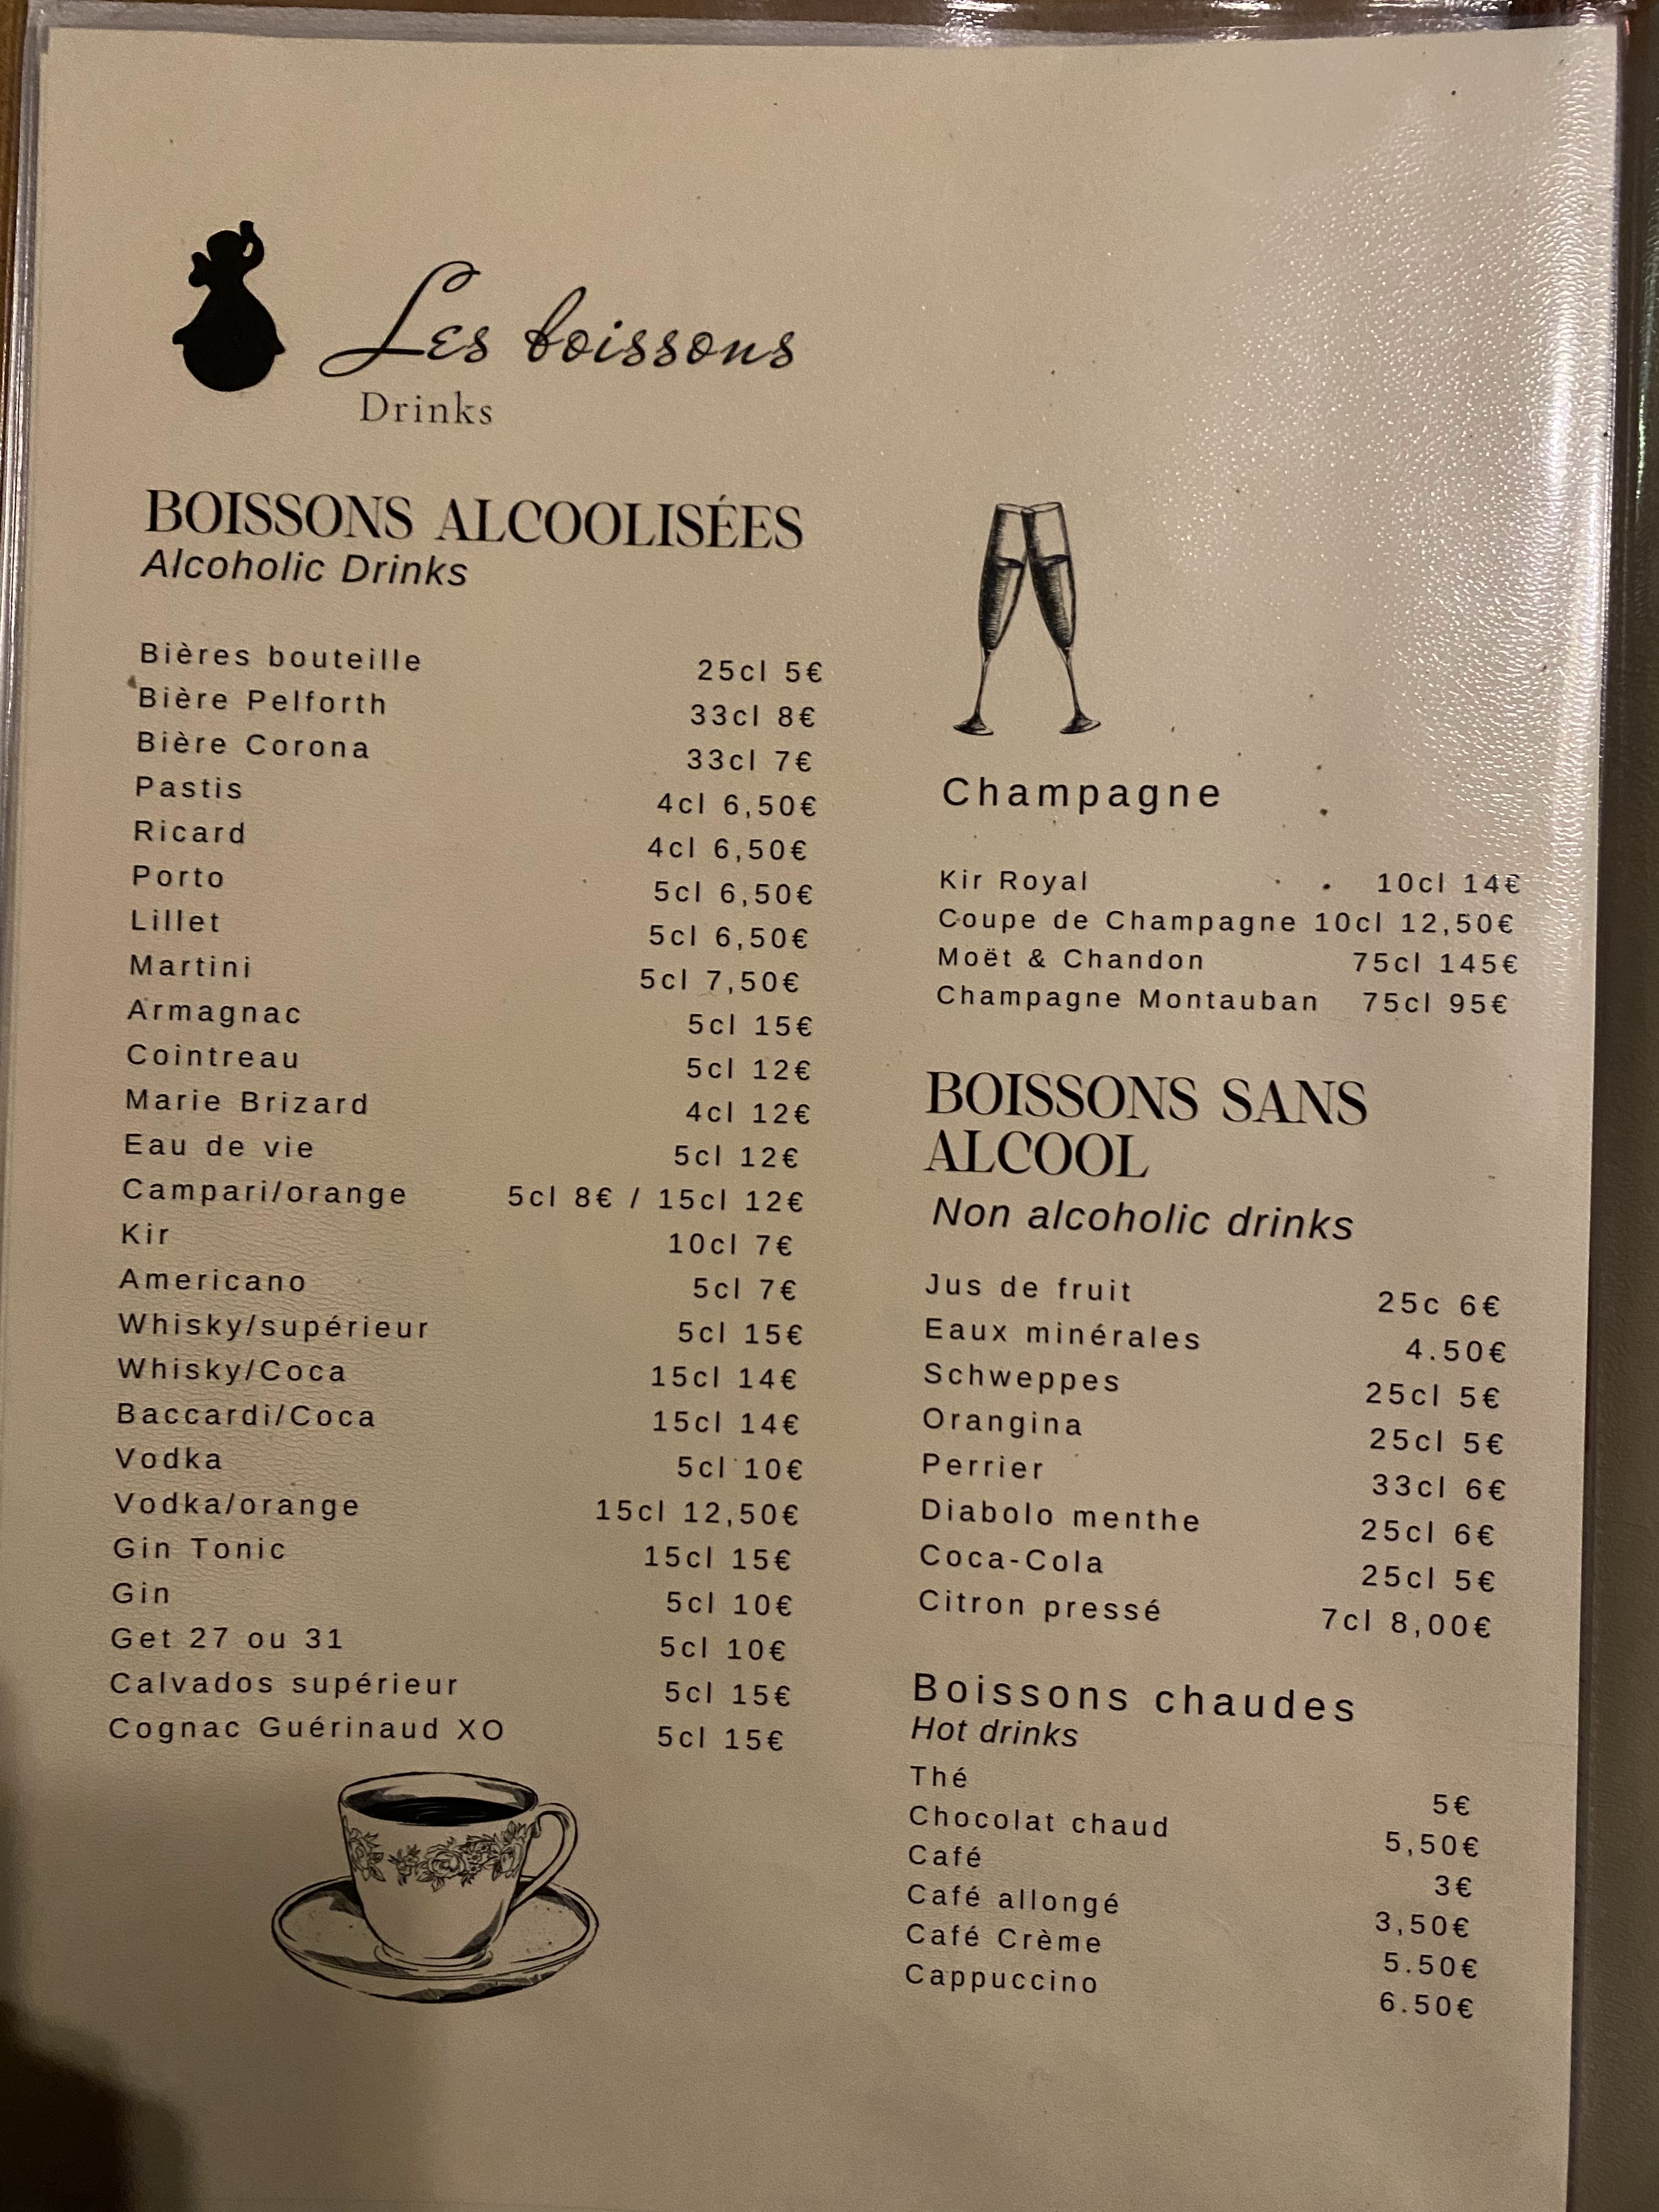 Les boissons
Drinks
BOISSONS ALCOOLISÉES
Alcoholic Drinks
Bières bouteille 25cl 5€
Bière Pelforth 33cl 8€
Bière Corona 33cl 7€
Pastis 4cl 6,50€
Ricard 4cl 6,50€
Porto 5cl 6,50€
Lillet 5cl 6,50€
Martini 5cl 7,50€
Armagnac 5cl 15€
Cointreau 5cl 12€
Marie Brizard 4cl 12€
Eau de vie 5cl 12€
Campari/orange 5cl 8€ / 15cl 12€
Kir 10cl 7€
Americano 5cl 7€
Whisky/supérieur 5cl 15€
Whisky/Coca 15cl 14€
Baccardi/Coca 15cl 14€
Vodka 5cl 10€
Vodka/orange 15cl 12,50€
Gin Tonic 15cl 15€
Gin 5cl 10€
Get 27 ou 31 5cl 10€
Calvados supérieur 5cl 15€
Cognac Guérinaud XO 5cl 15€
Champagne
Kir Royal 10cl 14€
Coupe de Champagne 10cl 12,50€
Moët & Chandon 75cl 145€
Champagne Montauban 75cl 95€
BOISSONS SANS
ALCOOL
Non alcoholic drinks
Jus de fruit 25c 6€
Eaux minérales 4.50€
Schweppes 25cl 5€
Orangina 25cl 5€
Perrier 33cl 6€
Diabolo menthe 25cl 6€
Coca-Cola 25cl 5€
Citron pressé 7cl 8,00€
Boissons chaudes
Hot drinks
Thé 5€
Chocolat chaud 5,50€
Café 3€
Café allongé 3,50€
Café Crème 5.50€
Cappuccino 6.50€